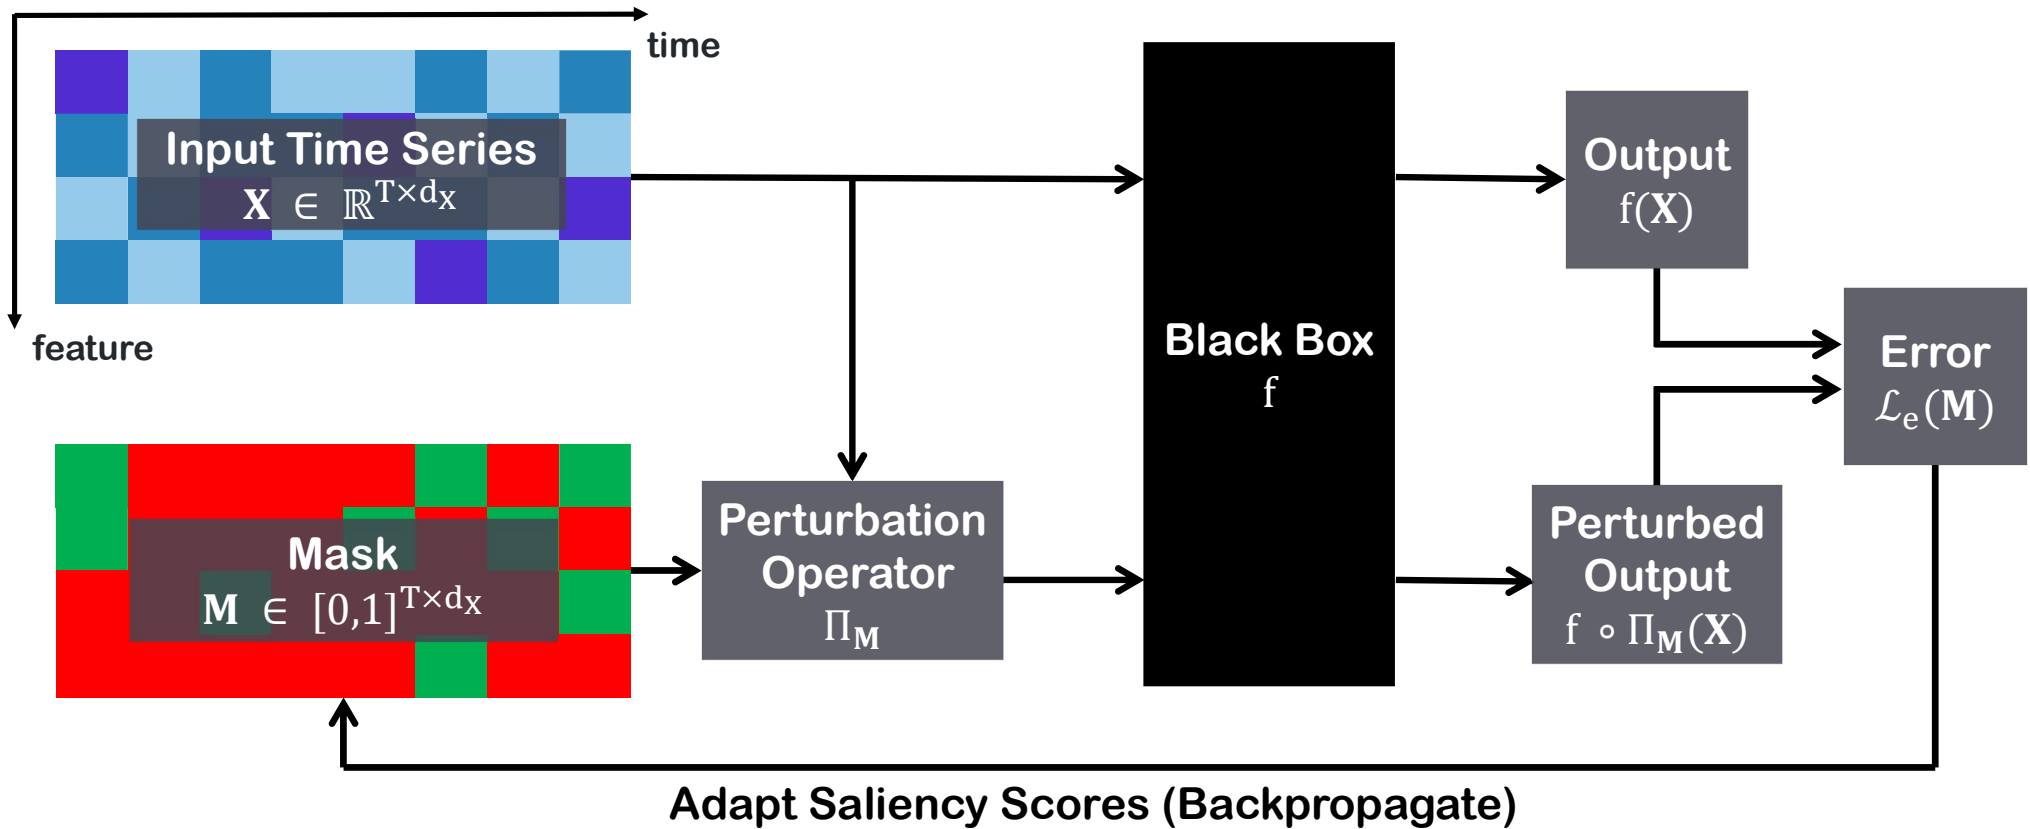 time
Input Time Series
X ∈ ℝ^{T×d_X}
feature
Mask
M ∈ [0,1]^{T×d_X}
Perturbation
Operator
Π_M
Black Box
f
Output
f(X)
Perturbed
Output
f ∘ Π_M(X)
Error
ℒ_e(M)
Adapt Saliency Scores (Backpropagate)